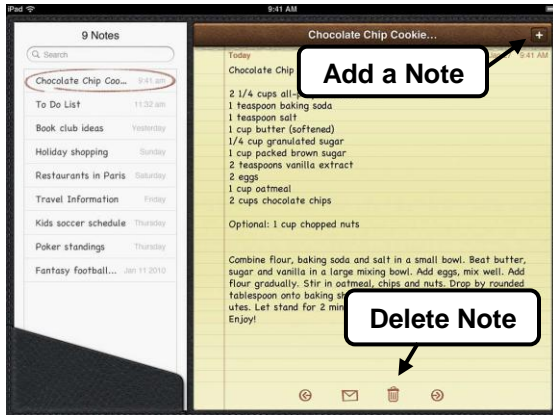 iPad
9:41 AM
9 Notes
Search
Chocolate Chip Coo... 9:41 am
To Do List 11:32 am
Book club ideas Yesterday
Holiday shopping Sunday
Restaurants in Paris Saturday
Travel Information Friday
Kids soccer schedule Thursday
Poker standings Thursday
Fantasy football... Jan 11 2010
Chocolate Chip Cookie...
+
Add a Note
Today
9:41 AM
Chocolate Chip
2 1/4 cups
1 teaspoon baking soda
1 teaspoon salt
1 cup butter (softened)
1/4 cup granulated sugar
1 cup packed brown sugar
2 teaspoons vanilla extract
2 eggs
1 cup oatmeal
2 cups chocolate chips
Optional: 1 cup chopped nuts
Combine flour, baking soda and salt in a small bowl. Beat butter,
sugar and vanilla in a large mixing bowl. Add eggs, mix well. Add
flour gradually. Stir in oatmeal, chips and nuts. Drop by rounded
tablespoon onto baking
utes. Let stand for 2
Enjoy!
Delete Note